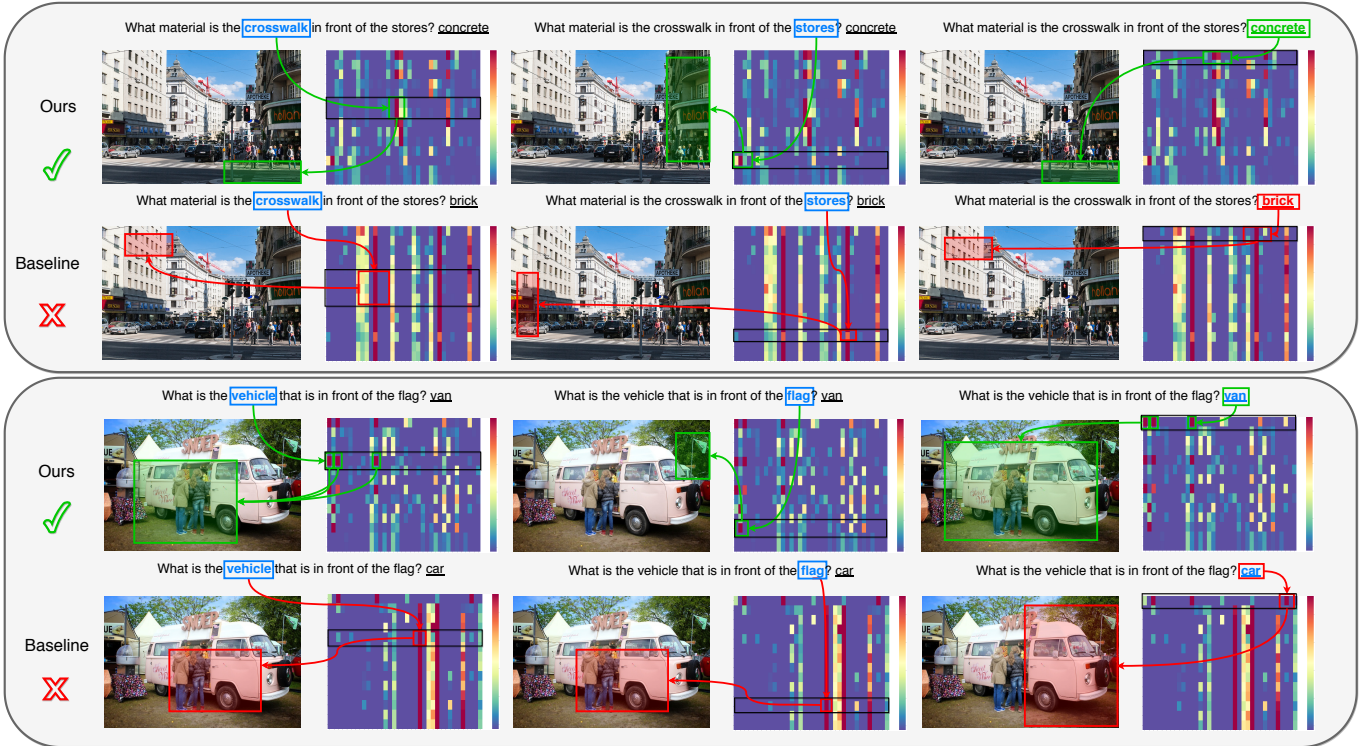 What material is the crosswalk in front of the stores? concrete
What material is the crosswalk in front of the stores? concrete
What material is the crosswalk in front of the stores? concrete
Ours
APOTHEKE
APOTHEKE
APOTHEKE
What material is the crosswalk in front of the stores? brick
What material is the crosswalk in front of the stores? brick
What material is the crosswalk in front of the stores? brick
Baseline
APOTHEKE
APOTHEKE
APOTHEKE
What is the vehicle that is in front of the flag? van
What is the vehicle that is in front of the flag? van
What is the vehicle that is in front of the flag? van
Ours
What is the vehicle that is in front of the flag? car
What is the vehicle that is in front of the flag? car
What is the vehicle that is in front of the flag? car
Baseline